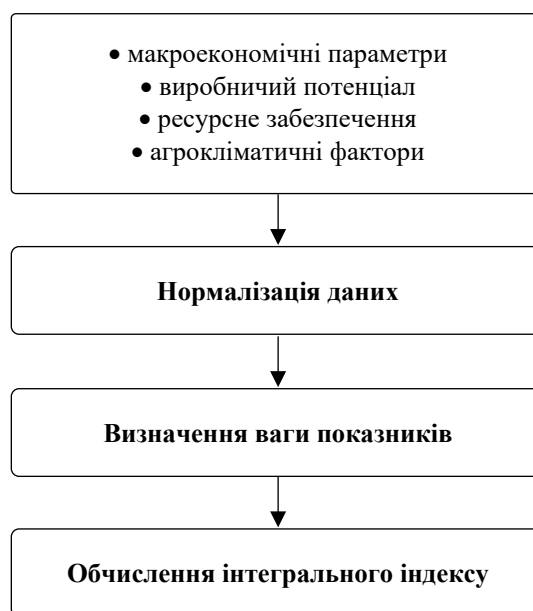 • макроекономічні параметри
• виробничий потенціал
• ресурсне забезпечення
• агрокліматичні фактори
Нормалізація даних
Визначення ваги показників
Обчислення інтегрального індексу